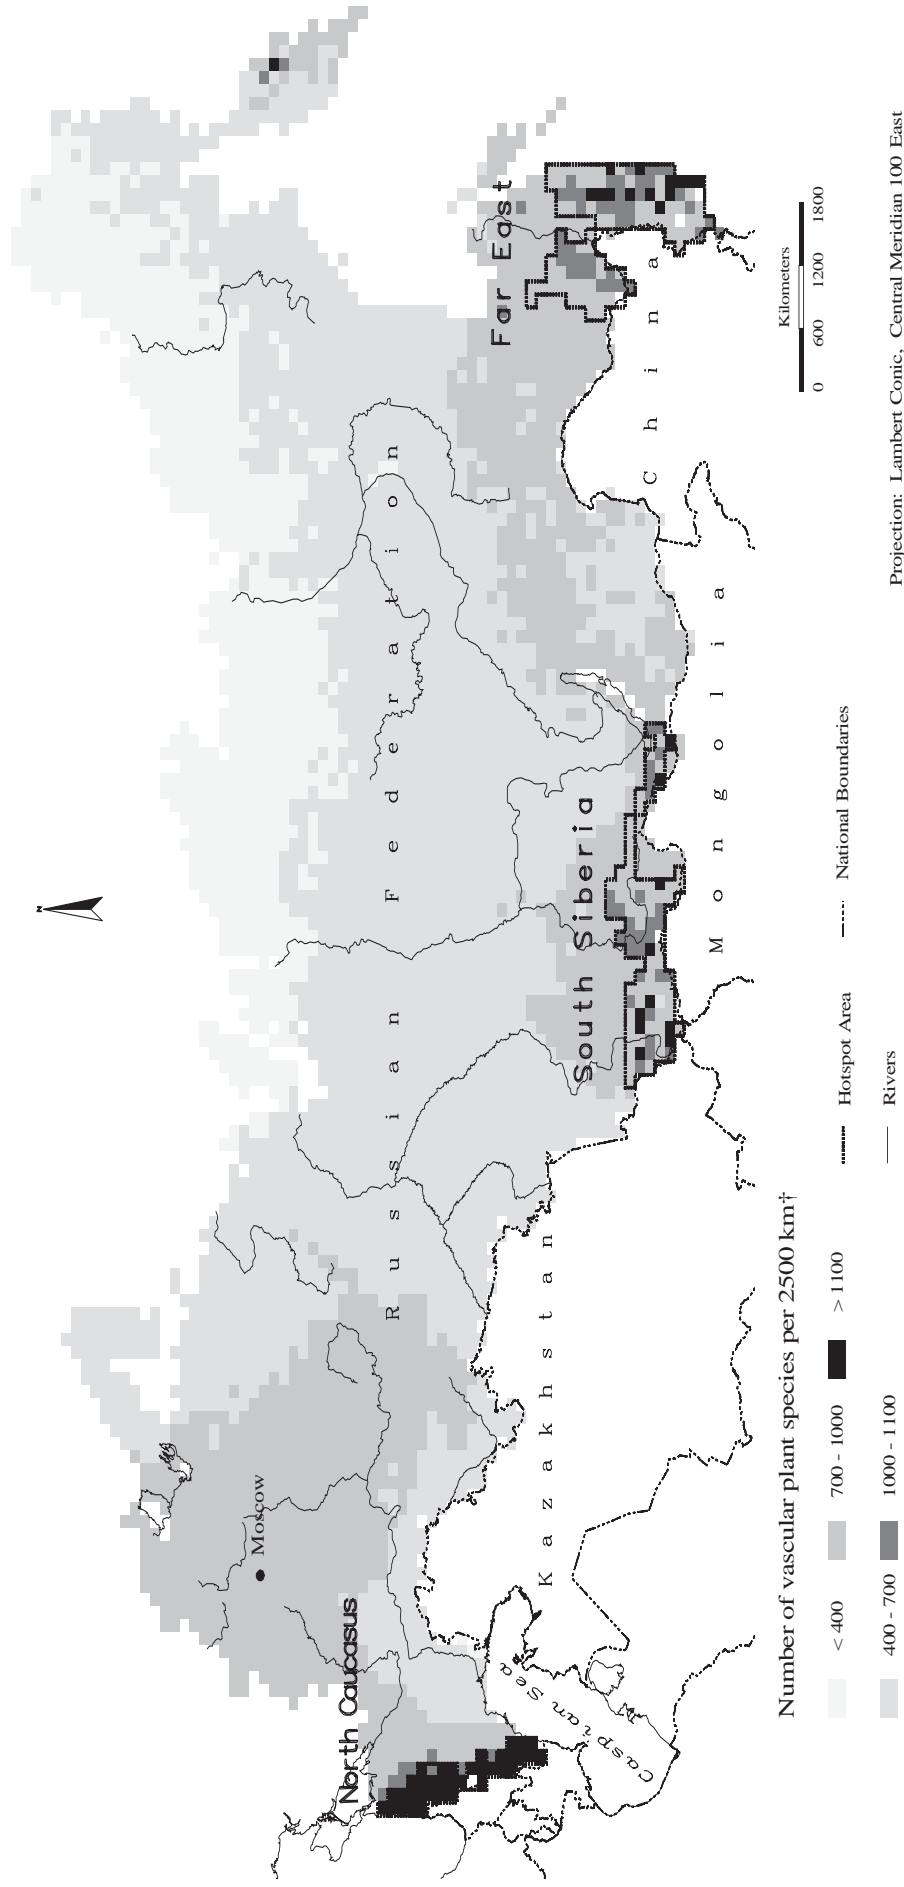 N
Moscow
North Caucasus
Russian Federation
South Siberia
Far East
Kazakhstan
Mongolia
China
Caspian Sea
Kilometers
0 600 1200 1800
Number of vascular plant species per 2500 km†
< 400
700 - 1000
> 1100
400 - 700
1000 - 1100
Hotspot Area
National Boundaries
Rivers
Projection: Lambert Conic, Central Meridian 100 East